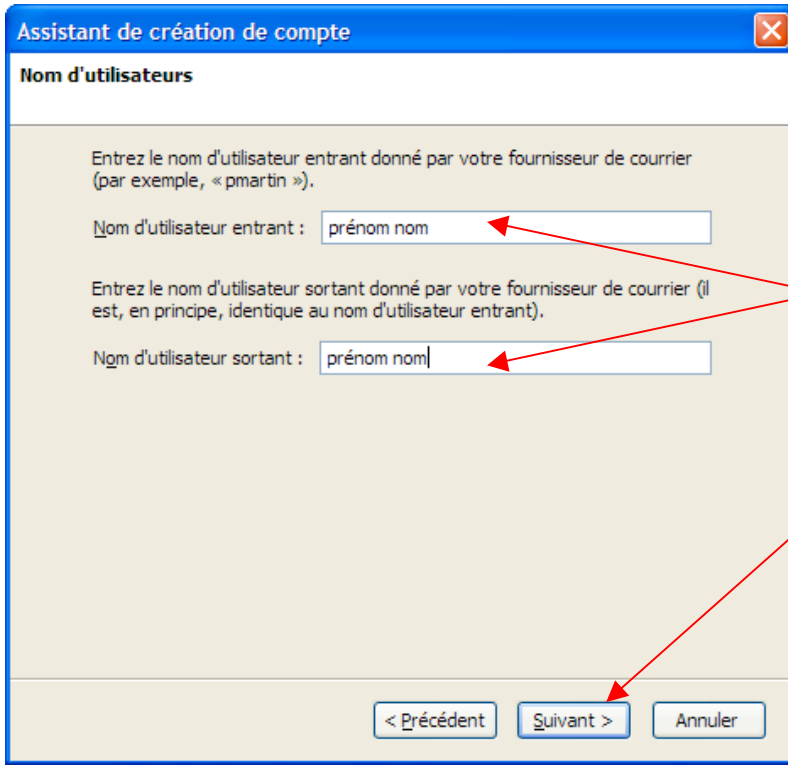 Assistant de création de compte
Nom d'utilisateurs
Entrez le nom d'utilisateur entrant donné par votre fournisseur de courrier
(par exemple, « pmartin »).
Nom d'utilisateur entrant : prénom nom
Entrez le nom d'utilisateur sortant donné par votre fournisseur de courrier (il
est, en principe, identique au nom d'utilisateur entrant).
Nom d'utilisateur sortant : prénom nom
< Précédent Suivant > Annuler